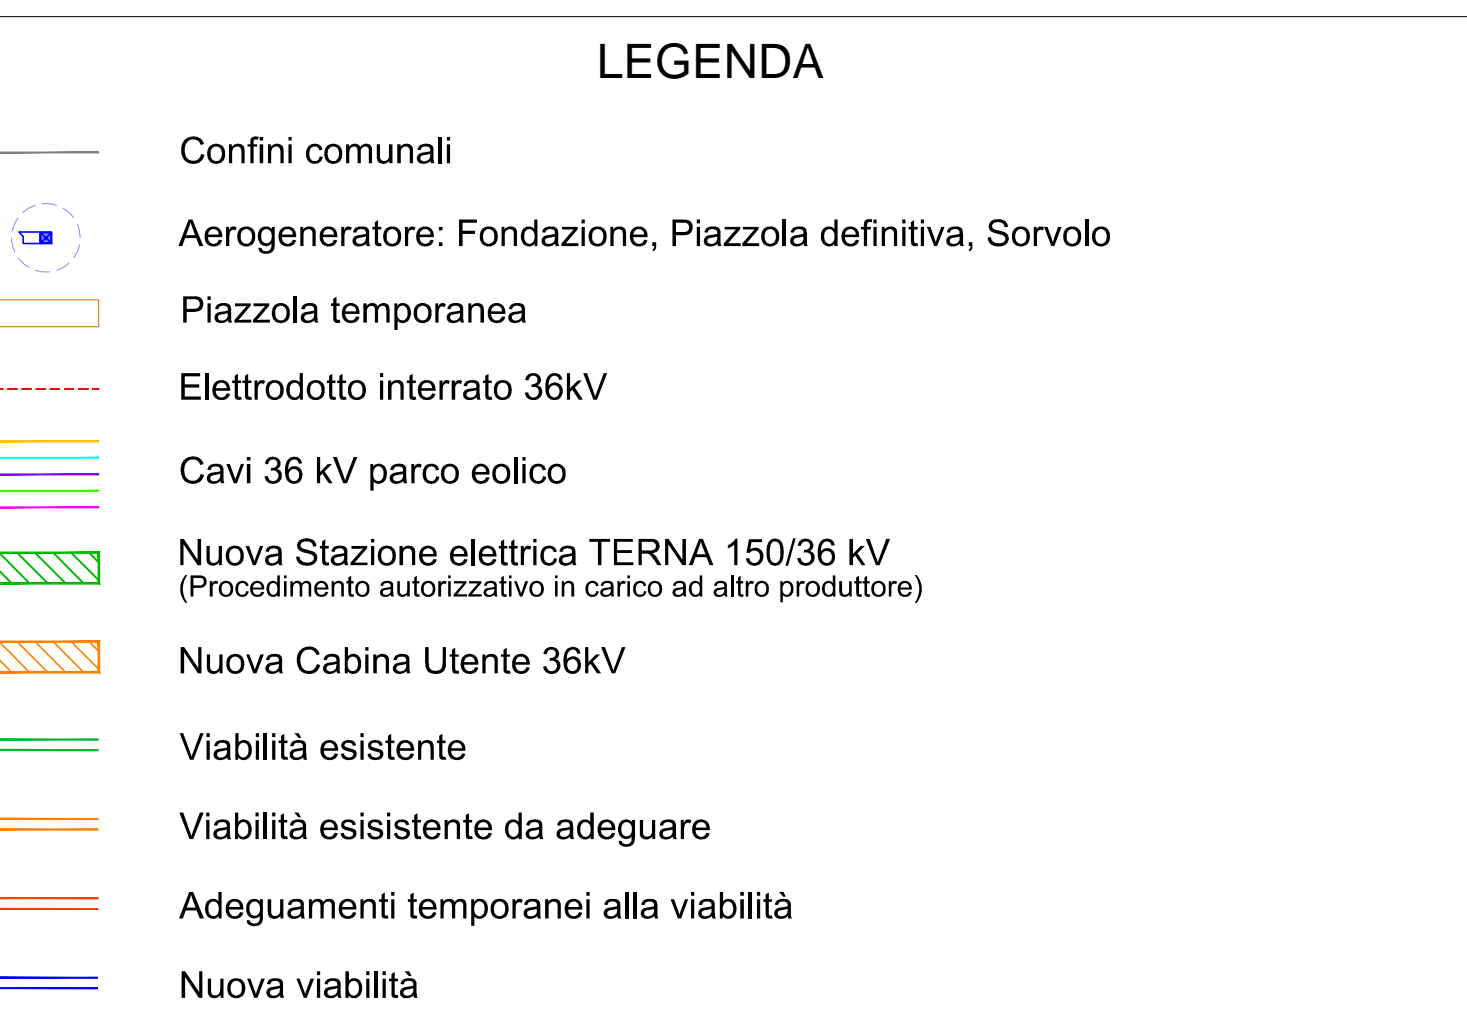 LEGENDA
Confini comunali
Aerogeneratore: Fondazione, Piazzola definitiva, Sorvolo
Piazzola temporanea
Elettrodotto interrato 36kV
Cavi 36 kV parco eolico
Nuova Stazione elettrica TERNA 150/36 kV
(Procedimento autorizzativo in carico ad altro produttore)
Nuova Cabina Utente 36kV
Viabilità esistente
Viabilità esisistente da adeguare
Adeguamenti temporanei alla viabilità
Nuova viabilità